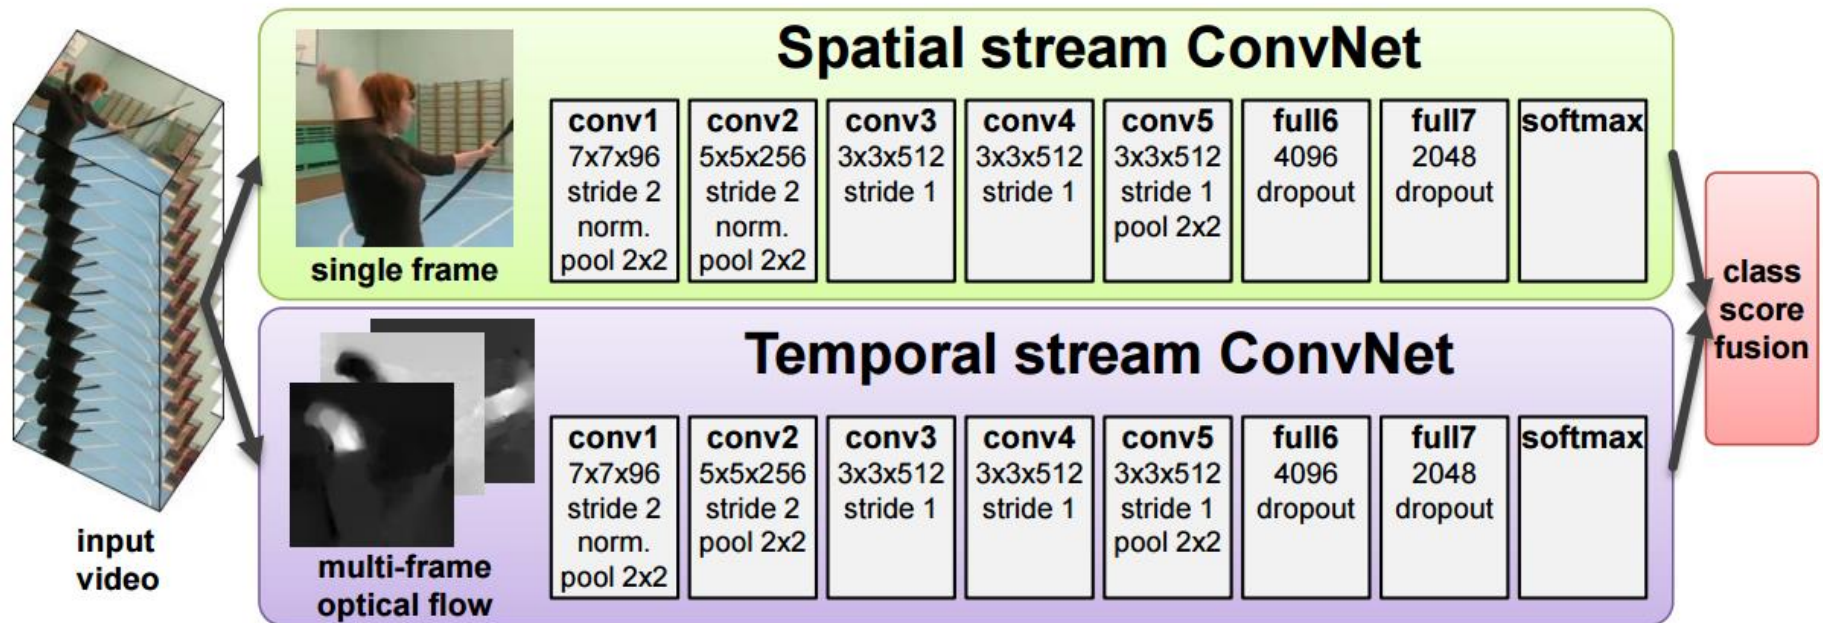 Spatial stream ConvNet
conv1
7x7x96
stride 2
norm.
pool 2x2
conv2
5x5x256
stride 2
norm.
pool 2x2
conv3
3x3x512
stride 1
conv4
3x3x512
stride 1
conv5
3x3x512
stride 1
pool 2x2
full6
4096
dropout
full7
2048
dropout
softmax
single frame
Temporal stream ConvNet
conv1
7x7x96
stride 2
norm.
pool 2x2
conv2
5x5x256
stride 2
pool 2x2
conv3
3x3x512
stride 1
conv4
3x3x512
stride 1
conv5
3x3x512
stride 1
pool 2x2
full6
4096
dropout
full7
2048
dropout
softmax
multi-frame
optical flow
input
video
class
score
fusion